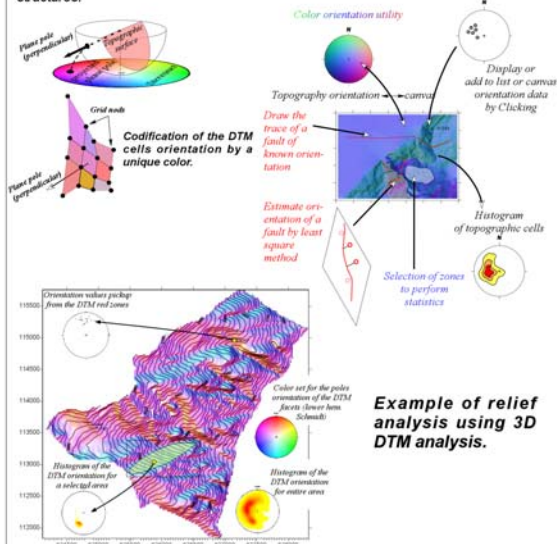 structures.
Plane pole
(perpendicular)
Topographic
surface
Grid nods
Plane pole
(perpendicular)
Codification of the DTM
cells orientation by a
unique color.
Color orientation utility
N
Topography orientation
canvas
Display or
add to list or canvas
orientation data
by Clicking
Draw the
trace of a
fault of
known orien-
tation
Estimate ori-
entation of a
fault by least
square
method
Selection of zones
to perform
statistics
Histogram
of topographic cells
N
Orientation values pickup
from the DTM red zones
Color set for the poles
orientation of the DTM
facets (lower hem
Schmidt)
Histogram of the
DTM orientation for
a selected area
Histogram of the
DTM orientation
for entire area
115500
115000
114500
114000
113500
113000
112500
Example of relief
analysis using 3D
DTM analysis.